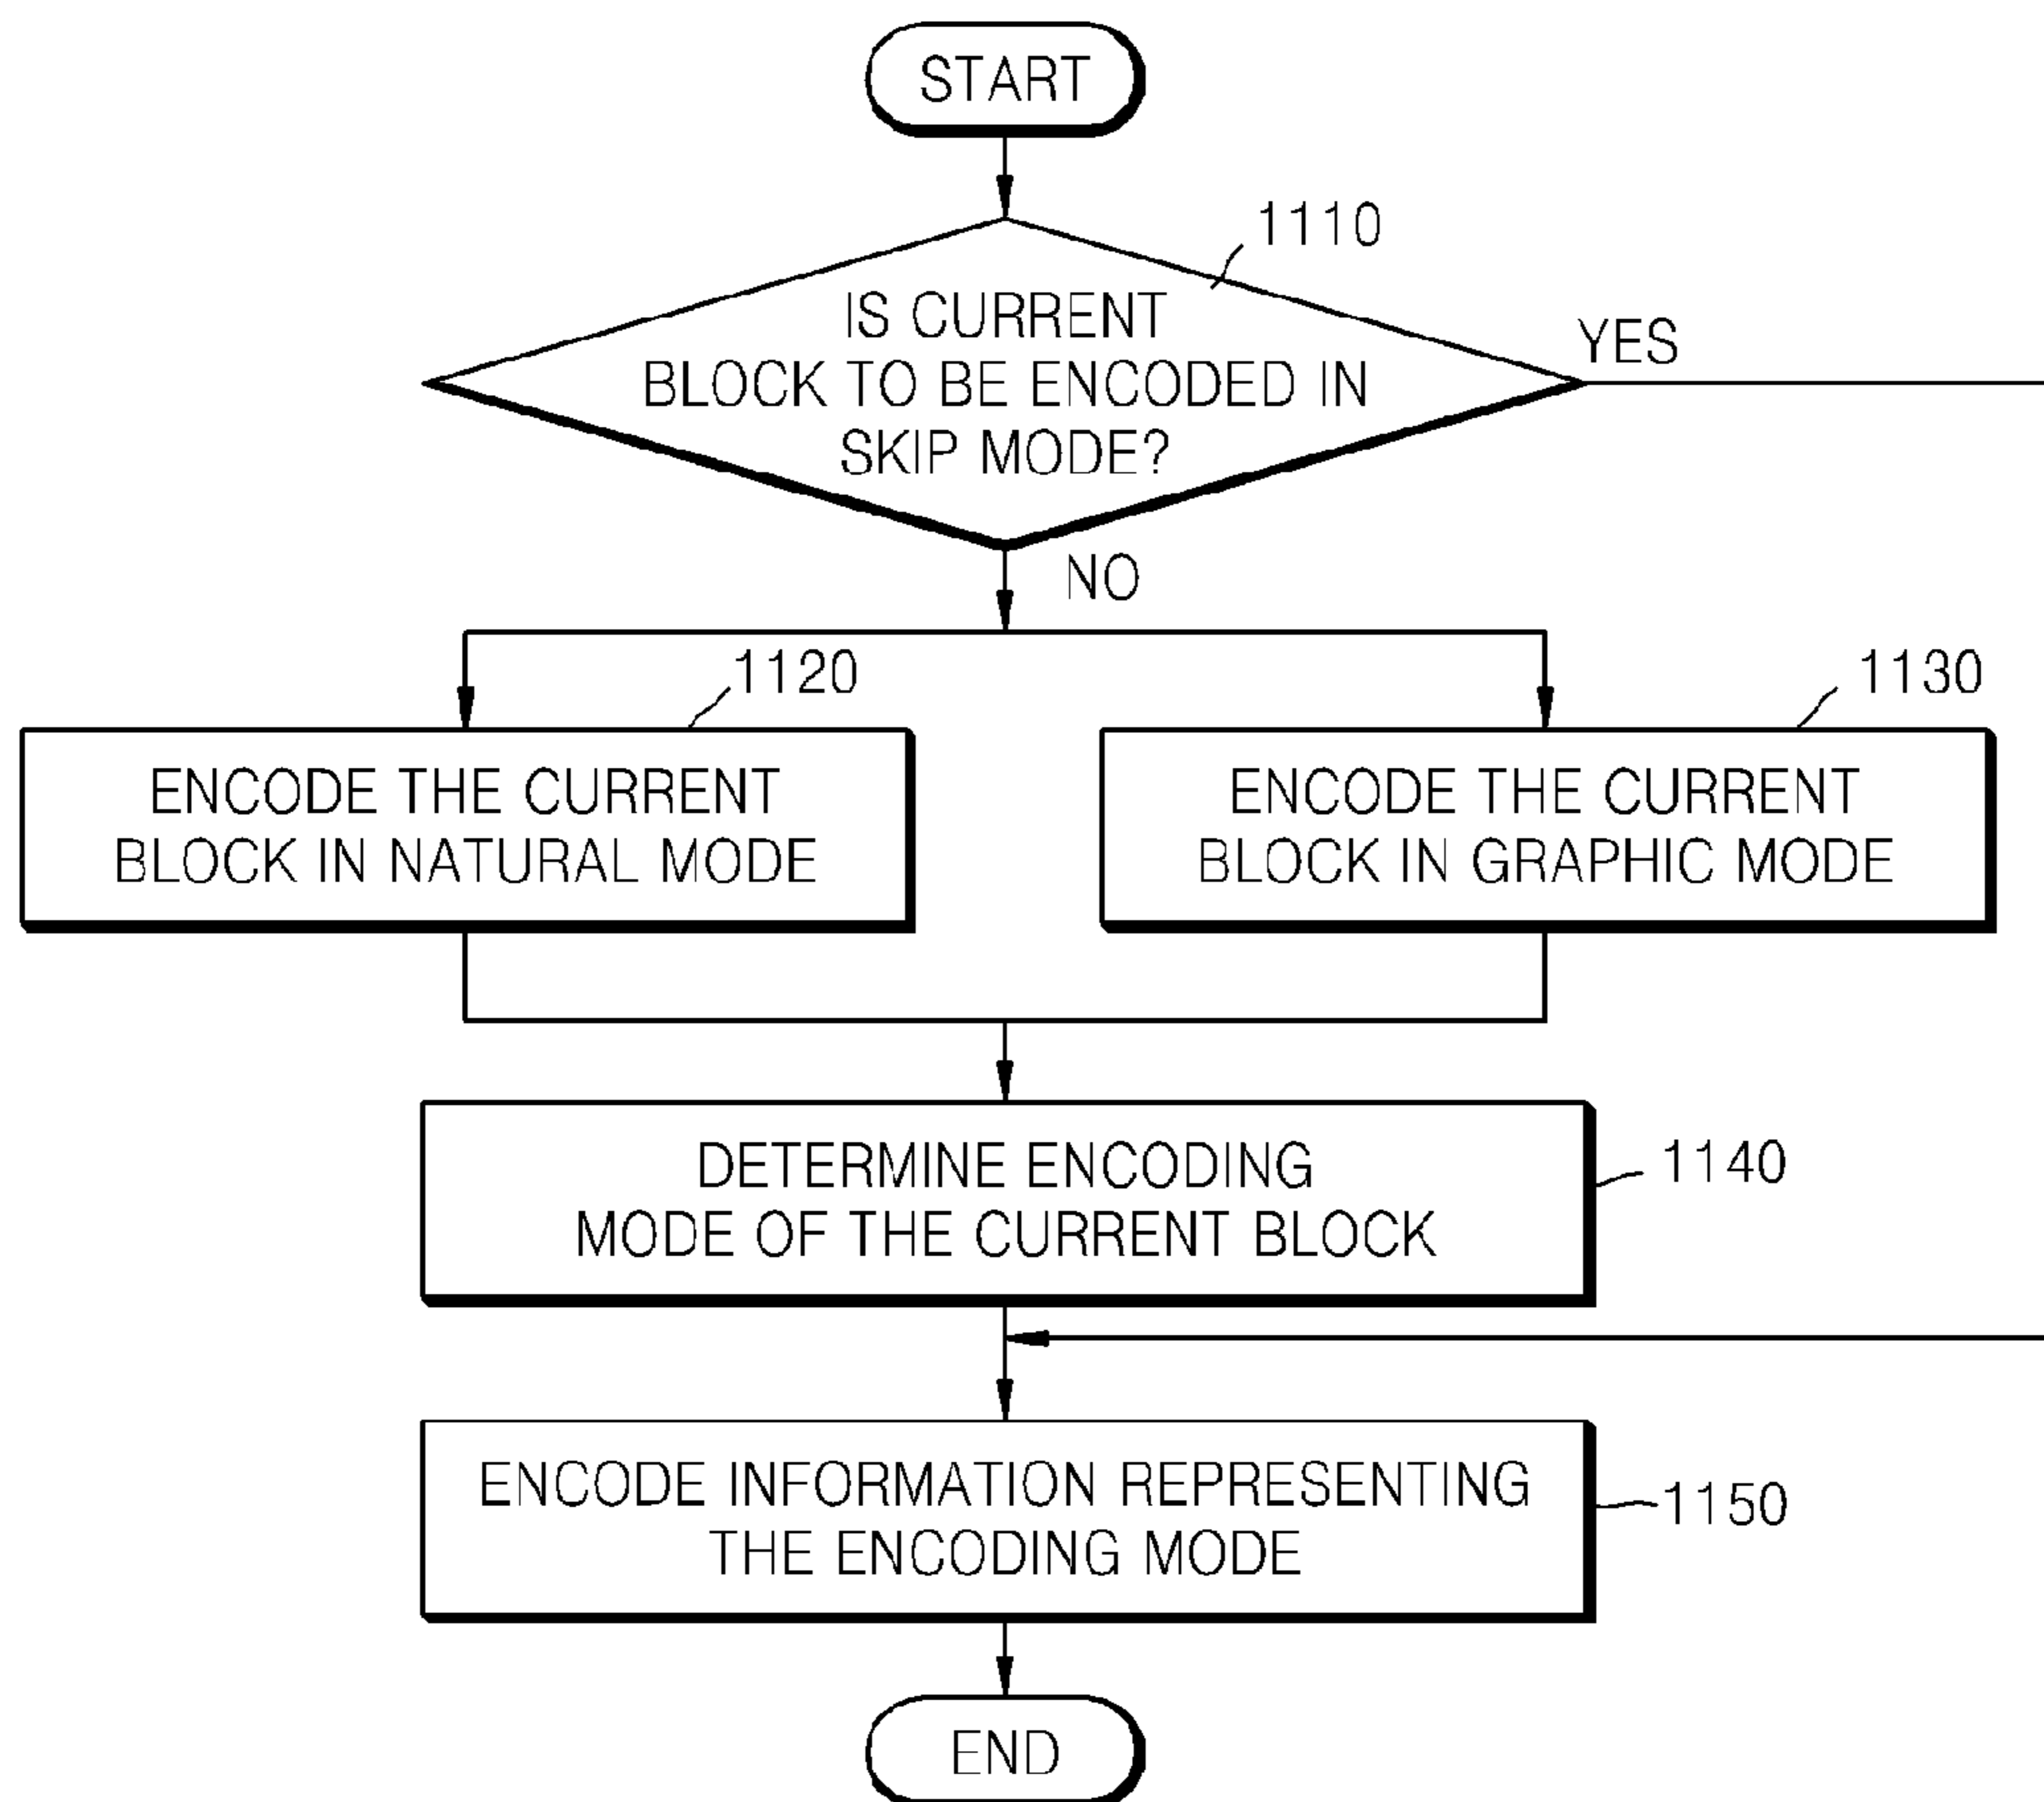 START
1110
IS CURRENT
BLOCK TO BE ENCODED IN
SKIP MODE?
YES
NO
1120
1130
ENCODE THE CURRENT
BLOCK IN NATURAL MODE
ENCODE THE CURRENT
BLOCK IN GRAPHIC MODE
DETERMINE ENCODING
MODE OF THE CURRENT BLOCK
1140
ENCODE INFORMATION REPRESENTING
THE ENCODING MODE
1150
END